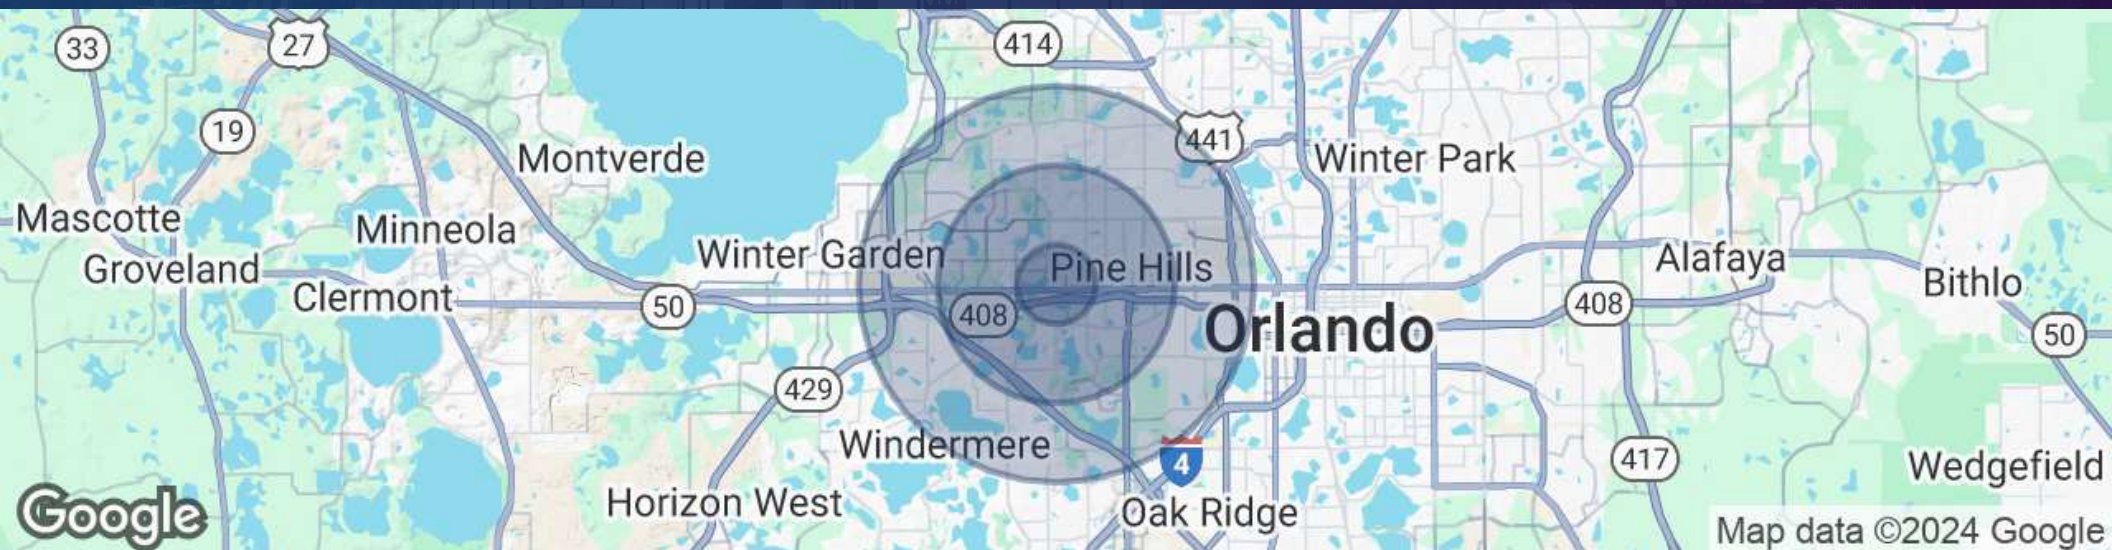 33
27
414
19
441
Montverde
Winter Park
Mascotte
Minneola
Groveland
Winter Garden
Pine Hills
Alafaya
Clermont
50
408
Orlando
408
Bithlo
50
429
Windermere
4
417
Wedgefield
Horizon West
Oak Ridge
Google
Map data ©2024 Google